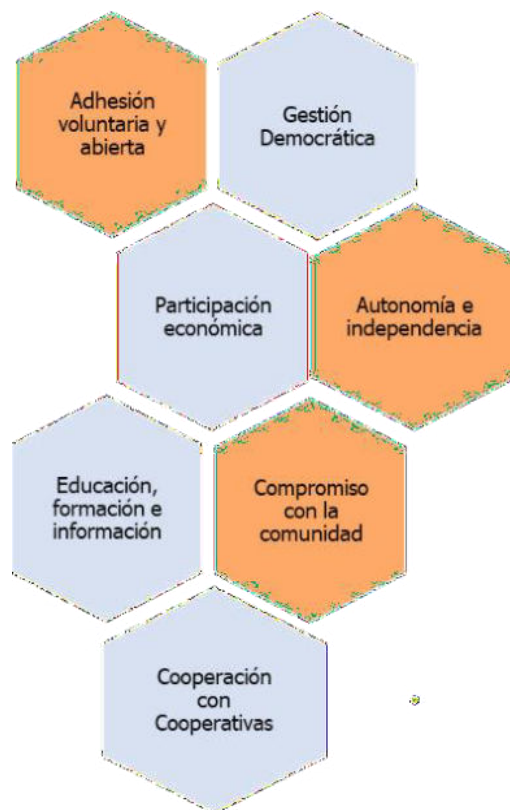 Adhesión
voluntaria y
abierta
Gestión
Democrática
Participación
económica
Autonomía e
independencia
Educación,
formación e
información
Compromiso
con la
comunidad
Cooperación
con
Cooperativas